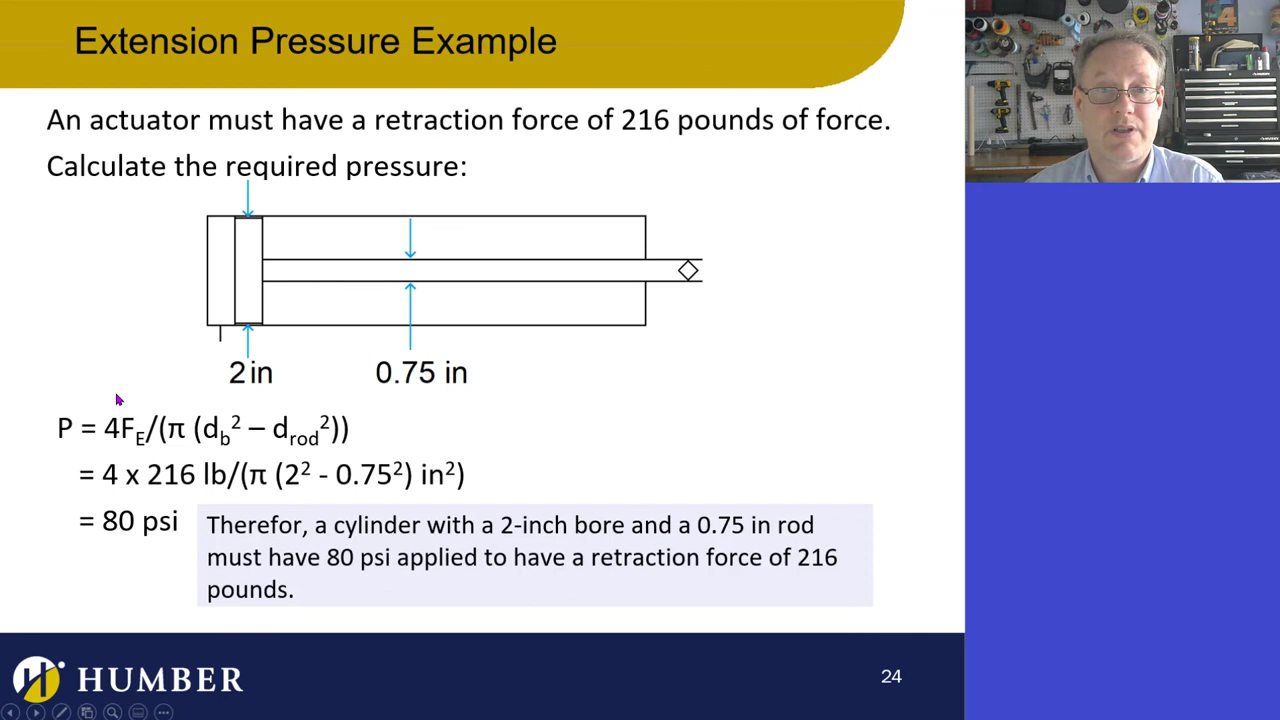 Extension Pressure Example
An actuator must have a retraction force of 216 pounds of force.
Calculate the required pressure:
2 in
0.75 in
P = 4F_E/(π (d_b² – d_rod²))
= 4 x 216 lb/(π (2² - 0.75²) in²)
= 80 psi
Therefor, a cylinder with a 2-inch bore and a 0.75 in rod
must have 80 psi applied to have a retraction force of 216
pounds.
HUMBER
24